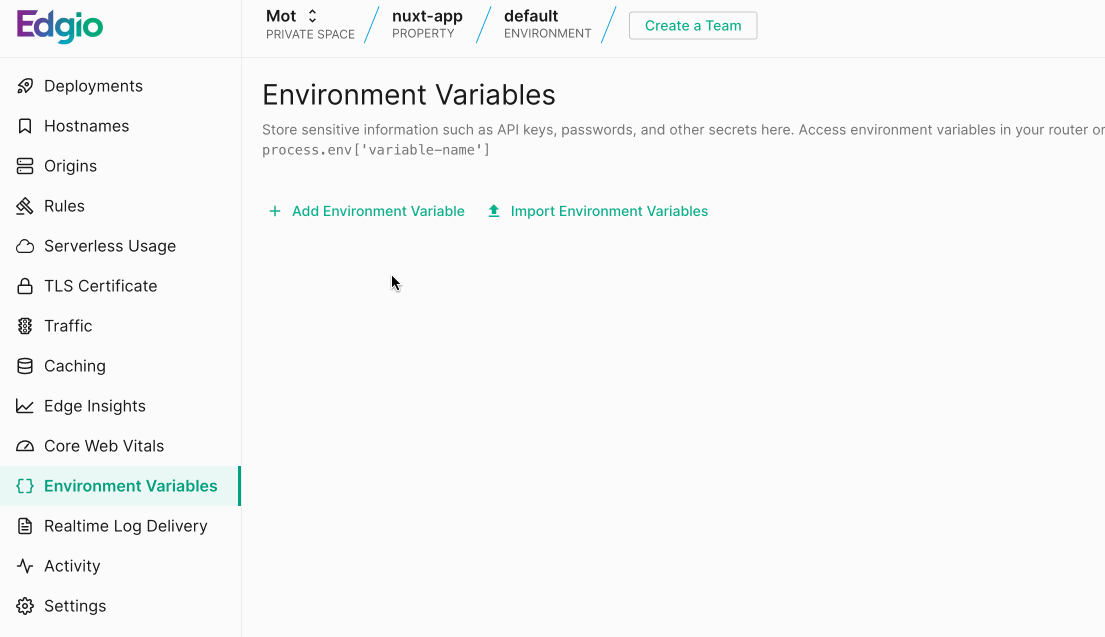 Edgio
Mot
PRIVATE SPACE
nuxt-app
PROPERTY
default
ENVIRONMENT
Create a Team
Deployments
Hostnames
Origins
Rules
Serverless Usage
TLS Certificate
Traffic
Caching
Edge Insights
Core Web Vitals
Environment Variables
Realtime Log Delivery
Activity
Settings
Environment Variables
Store sensitive information such as API keys, passwords, and other secrets here. Access environment variables in your router or
process.env['variable-name']
Add Environment Variable
Import Environment Variables